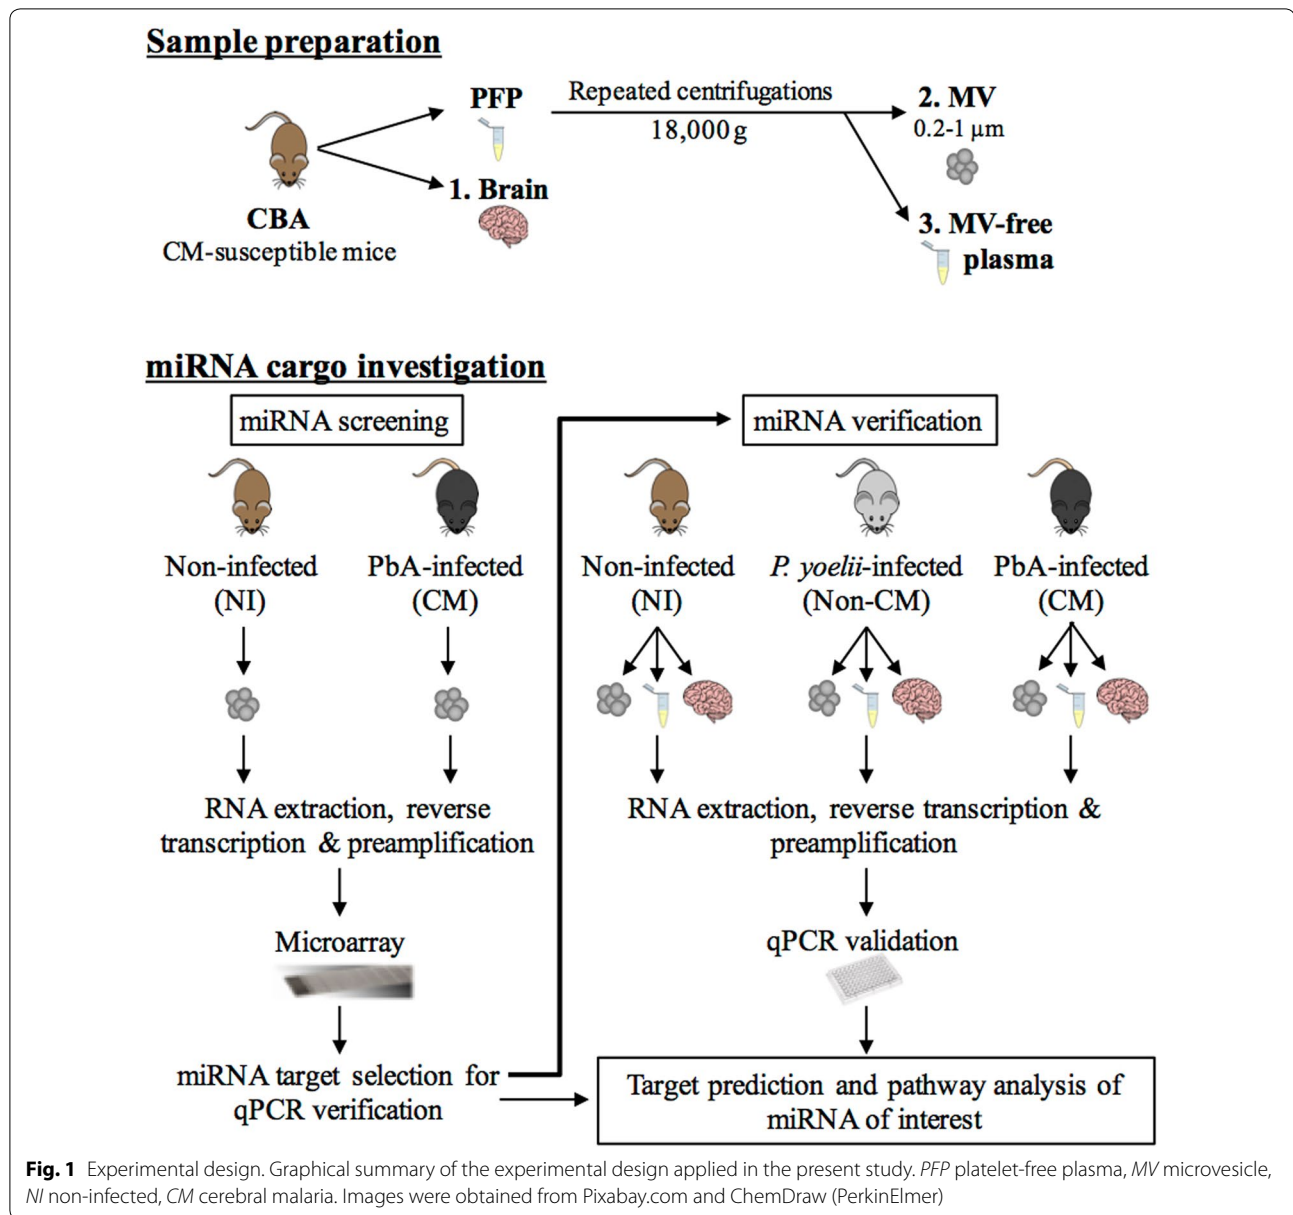 Sample preparation
PFP
Repeated centrifugations
18,000 g
2. MV
0.2-1 µm
1. Brain
CBA
CM-susceptible mice
3. MV-free
plasma
miRNA cargo investigation
miRNA screening
Non-infected
(NI)
PbA-infected
(CM)
RNA extraction, reverse
transcription & preamplification
Microarray
miRNA target selection for
qPCR verification
miRNA verification
Non-infected
(NI)
P. yoelii-infected
(Non-CM)
PbA-infected
(CM)
RNA extraction, reverse transcription &
preamplification
qPCR validation
Target prediction and pathway analysis of
miRNA of interest
Fig. 1 Experimental design. Graphical summary of the experimental design applied in the present study. PFP platelet-free plasma, MV microvesicle,
NI non-infected, CM cerebral malaria. Images were obtained from Pixabay.com and ChemDraw (PerkinElmer)